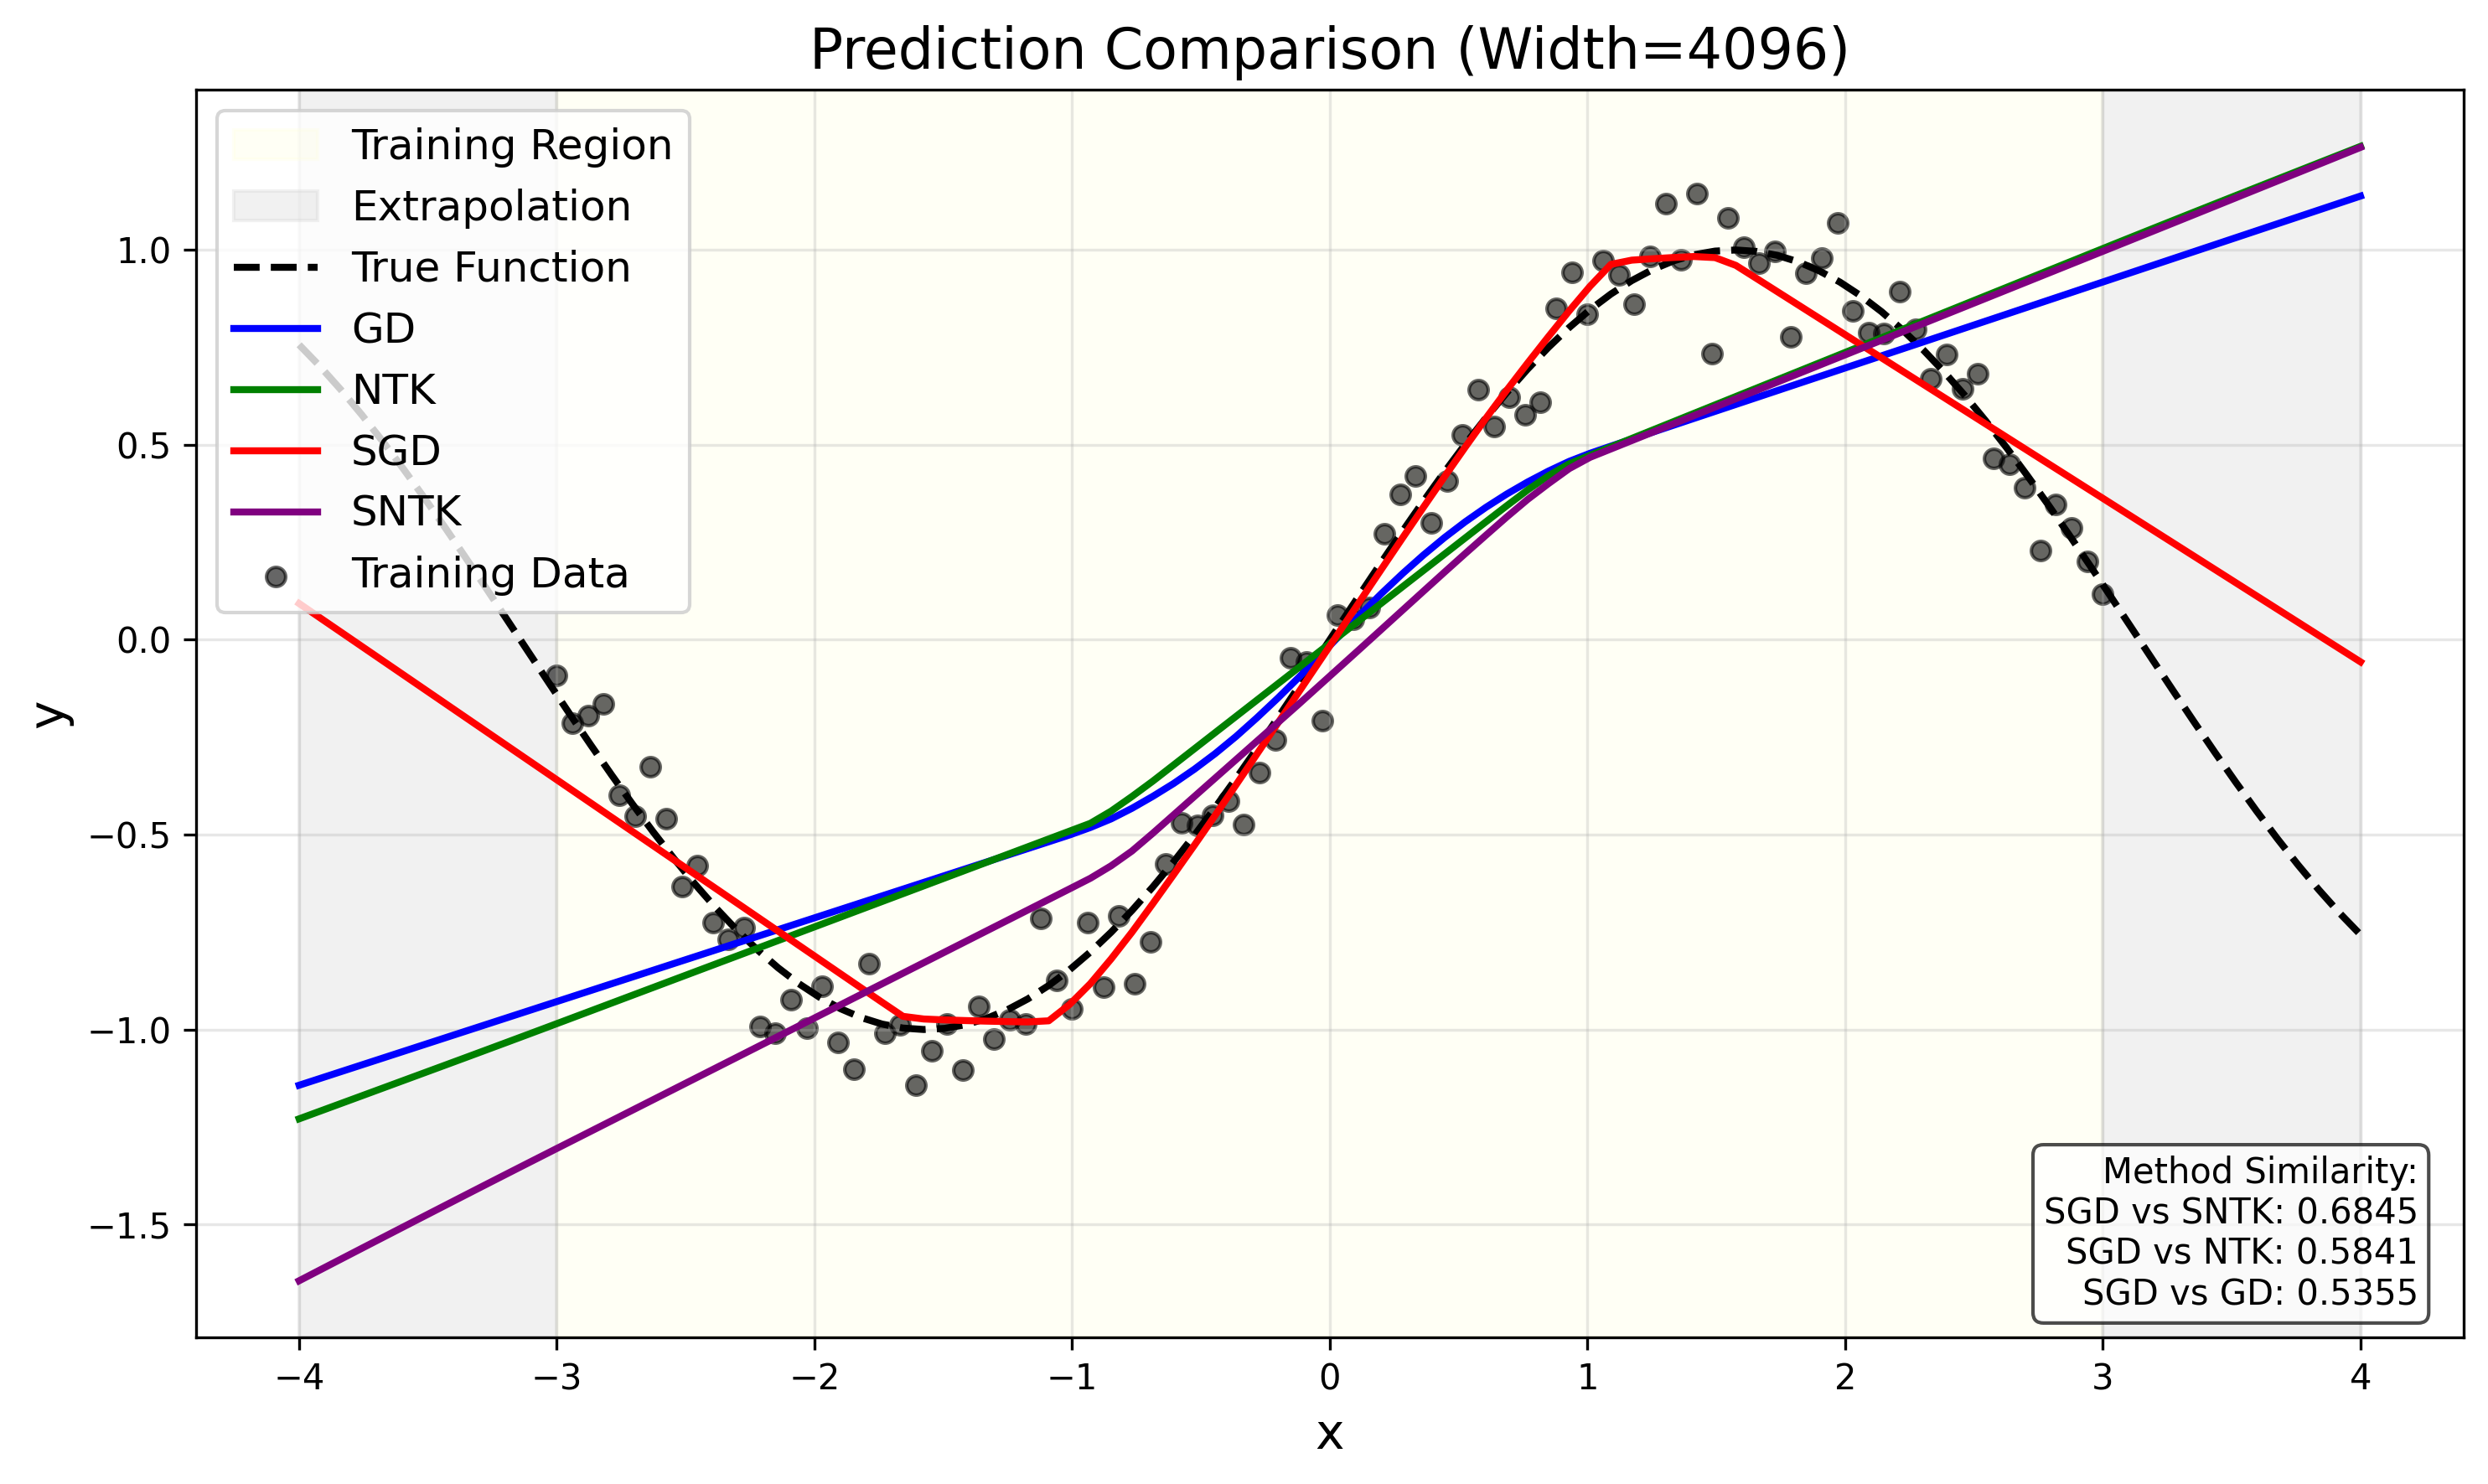 Prediction Comparison (Width=4096)
Training Region
Extrapolation
True Function
GD
NTK
SGD
SNTK
Training Data
1.0
0.5
0.0
−0.5
−1.0
−1.5
y
Method Similarity:
SGD vs SNTK: 0.6845
SGD vs NTK: 0.5841
SGD vs GD: 0.5355
−4 −3 −2 −1 0 1 2 3 4
x